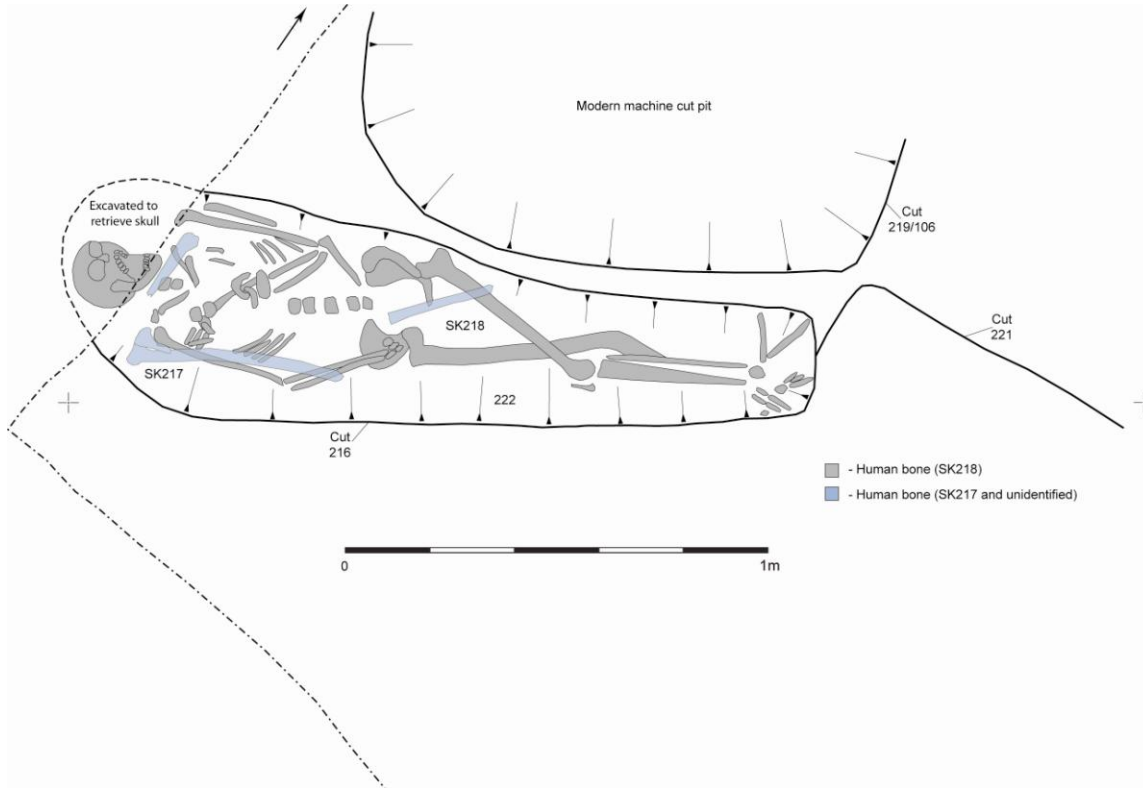 Modern machine cut pit
Excavated to
retrieve skull
Cut
219/106
SK218
Cut
221
SK217
222
Cut
216
- Human bone (SK218)
- Human bone (SK217 and unidentified)
0
1m